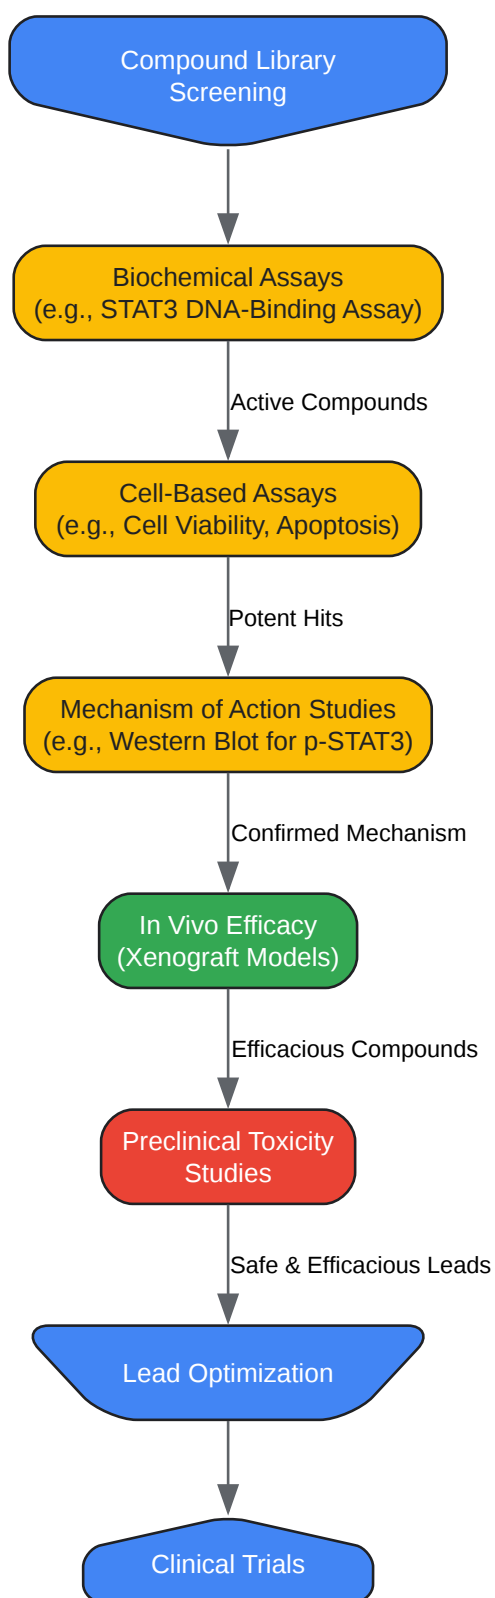 Compound Library
Screening
Biochemical Assays
(e.g., STAT3 DNA-Binding Assay)
Active Compounds
Cell-Based Assays
(e.g., Cell Viability, Apoptosis)
Potent Hits
Mechanism of Action Studies
(e.g., Western Blot for p-STAT3)
Confirmed Mechanism
In Vivo Efficacy
(Xenograft Models)
Efficacious Compounds
Preclinical Toxicity
Studies
Safe & Efficacious Leads
Lead Optimization
Clinical Trials